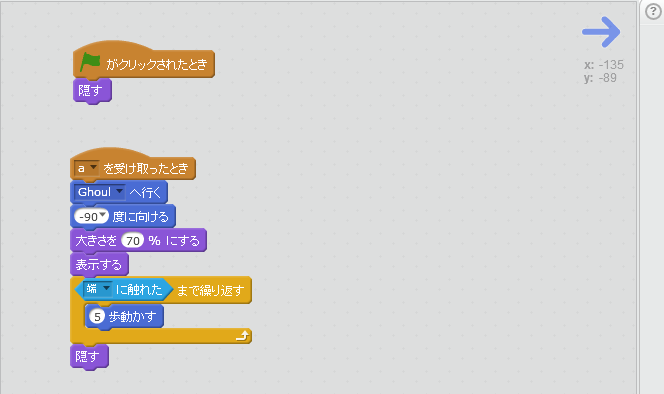 がクリックされたとき
隠す
x: -135
y: -89
a を受け取ったとき
Ghoul へ行く
-90 度に向ける
大きさを 70 % にする
表示する
端 に触れた まで繰り返す
5 歩動かす
隠す
?